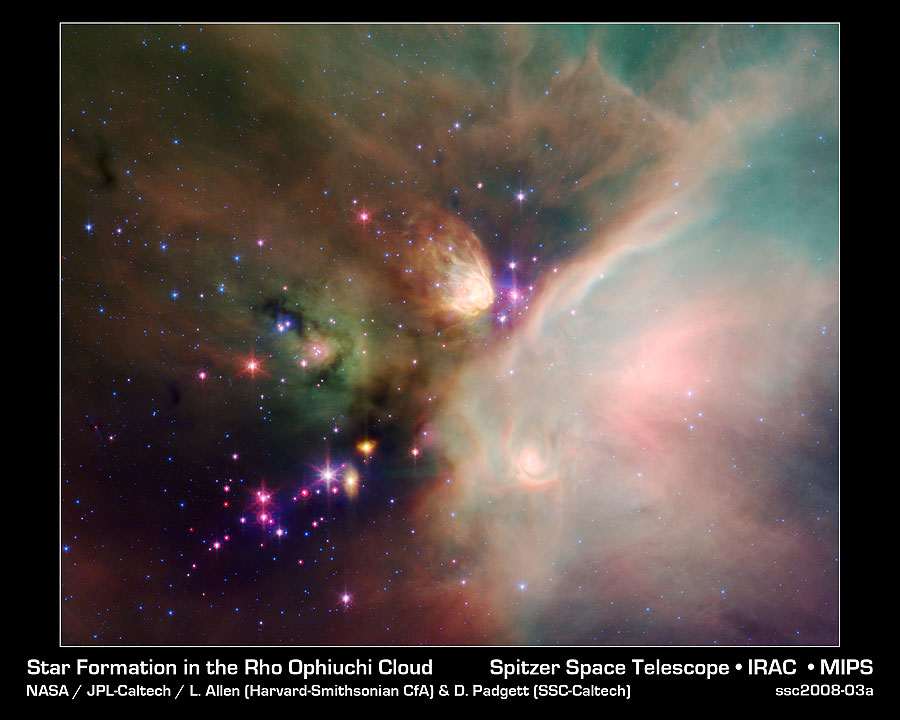 Star Formation in the Rho Ophiuchi Cloud Spitzer Space Telescope • IRAC • MIPS
NASA / JPL-Caltech / L. Allen (Harvard-Smithsonian CfA) & D. Padgett (SSC-Caltech) ssc2008-03a